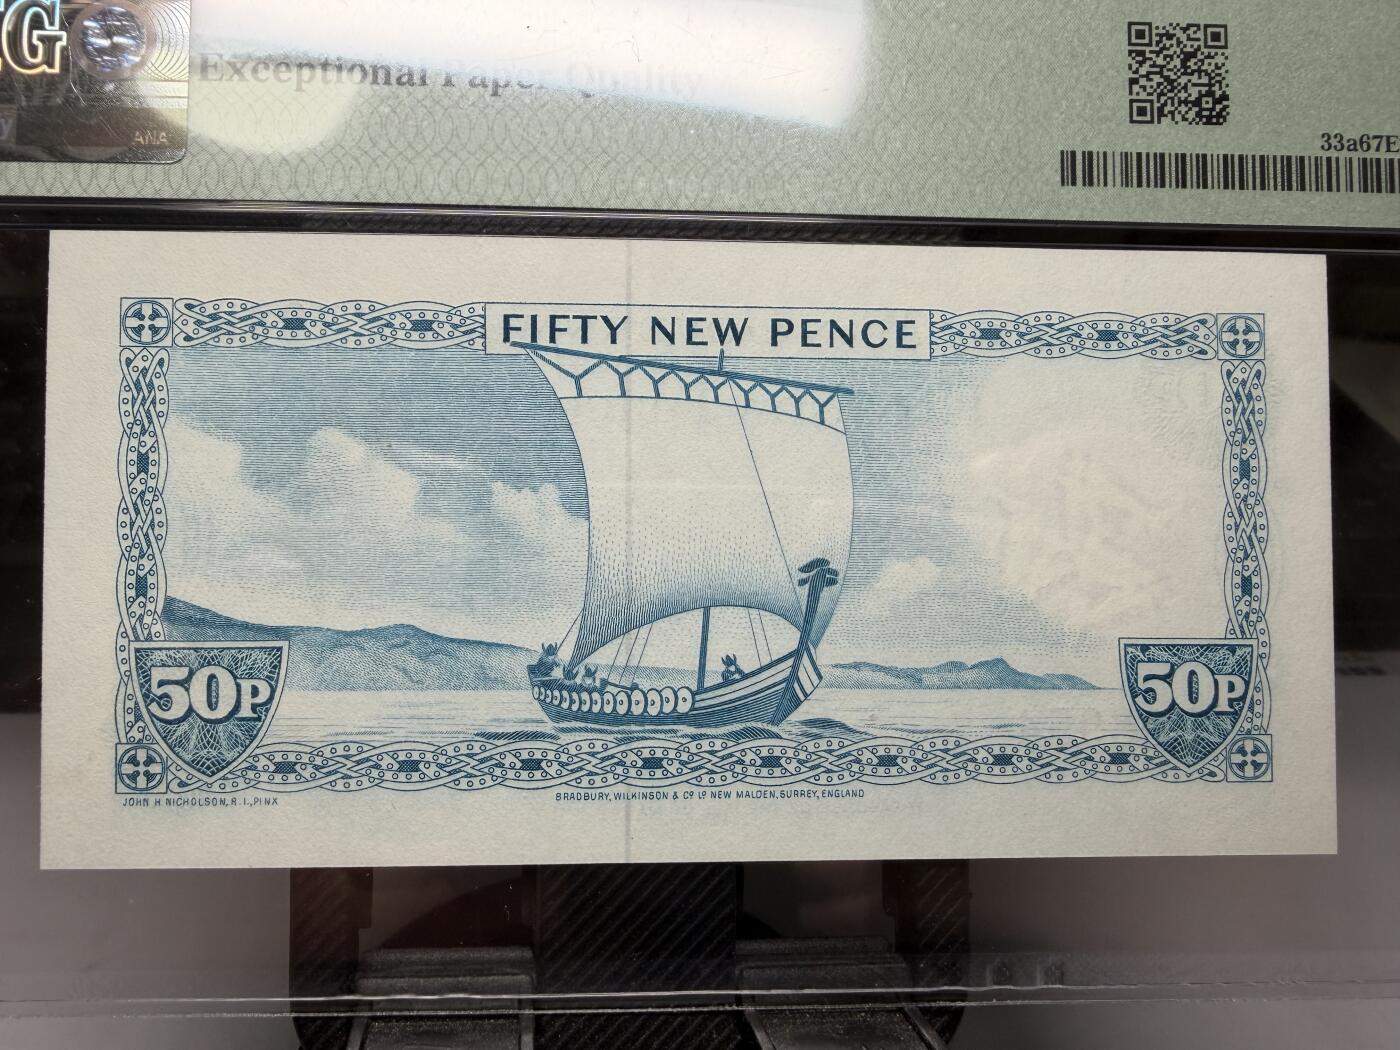 G
Exceptional Paper Quality
ANA
33a67E
FIFTY NEW PENCE
50P
50P
JOHN H NICHOLSON, R.I., PINX
BRADBURY, WILKINSON & Cº Lº NEW MALDEN, SURREY, ENGLAND